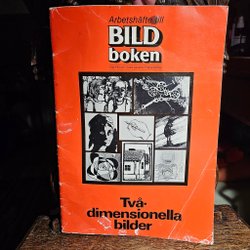 Arbetshäfte till
BILD
boken
Två-
dimensionella
bilder